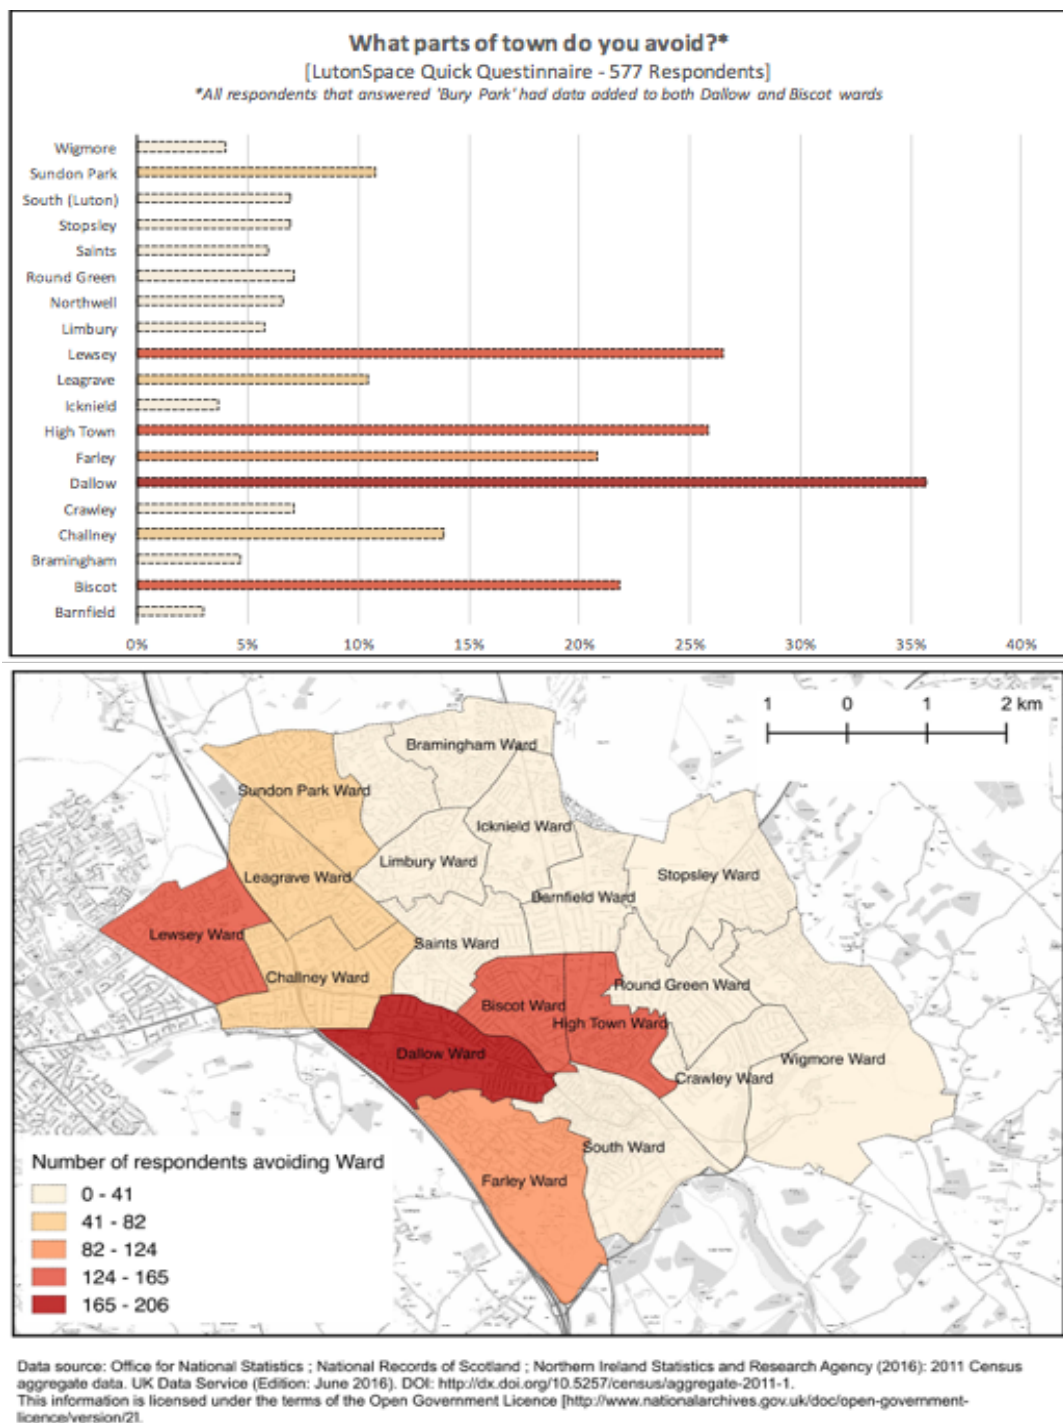 What parts of town do you avoid?*
[LutonSpace Quick Questinnaire - 577 Respondents]
*All respondents that answered 'Bury Park' had data added to both Dallow and Biscot wards
Wigmore
Sundon Park
South (Luton)
Stopsley
Saints
Round Green
Northwell
Limbury
Lewsey
Leagrave
Icknield
High Town
Farley
Dallow
Crawley
Challney
Bramingham
Biscot
Barnfield
0% 5% 10% 15% 20% 25% 30% 35% 40%
1 0 1 2 km
Bramingham Ward
Sundon Park Ward
Icknield Ward
Limbury Ward
Leagrave Ward
Stopsley Ward
Barnfield Ward
Lewsey Ward
Saints Ward
Challney Ward
Round Green Ward
Biscot Ward
High Town Ward
Dallow Ward
Wigmore Ward
Crawley Ward
South Ward
Farley Ward
Number of respondents avoiding Ward
0 - 41
41 - 82
82 - 124
124 - 165
165 - 206
Data source: Office for National Statistics ; National Records of Scotland ; Northern Ireland Statistics and Research Agency (2016): 2011 Census
aggregate data. UK Data Service (Edition: June 2016). DOI: http://dx.doi.org/10.5257/census/aggregate-2011-1.
This information is licensed under the terms of the Open Government Licence [http://www.nationalarchives.gov.uk/doc/open-government-
licence/version/2].